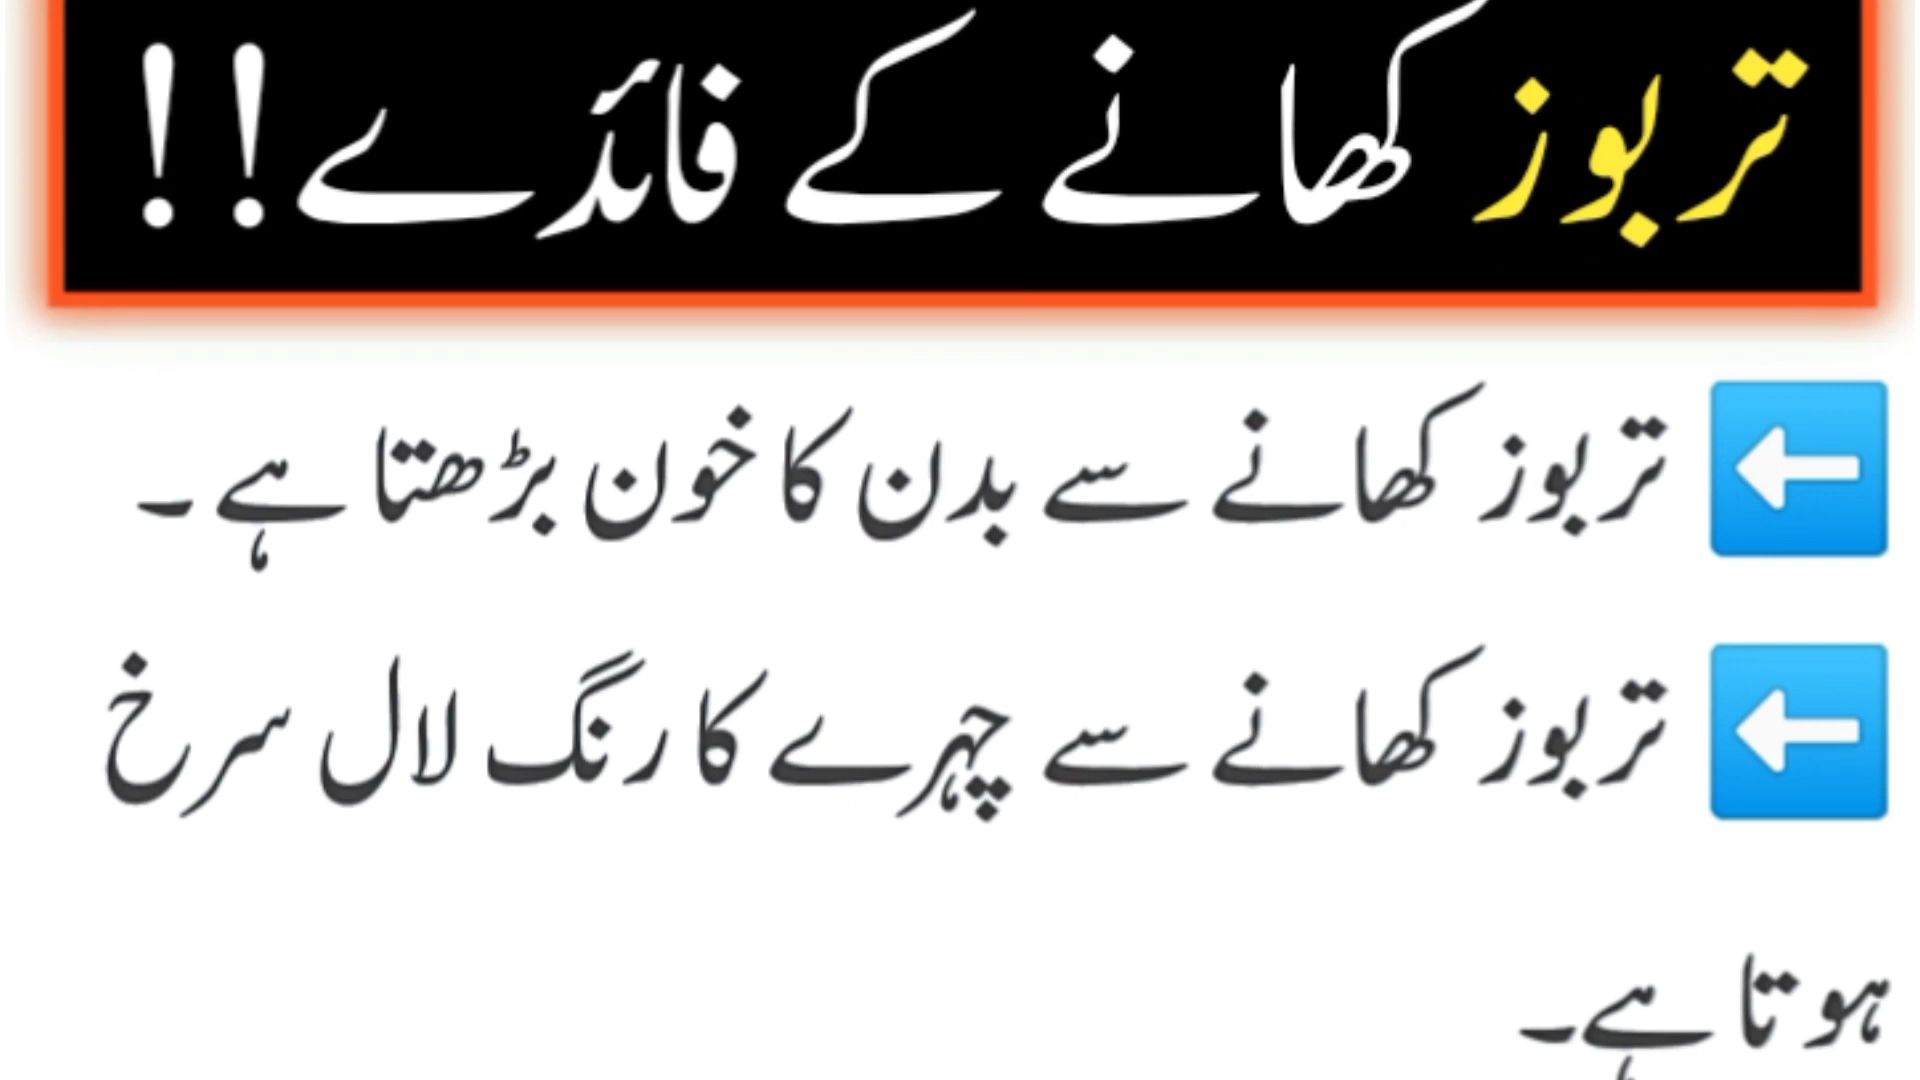 تربوز کھانے کے فائدے!!
⬅️ تربوز کھانے سے بدن کا خون بڑھتا ہے ۔
⬅️ تربوز کھانے سے چہرے کا رنگ لال سرخ
ہوتا ہے۔